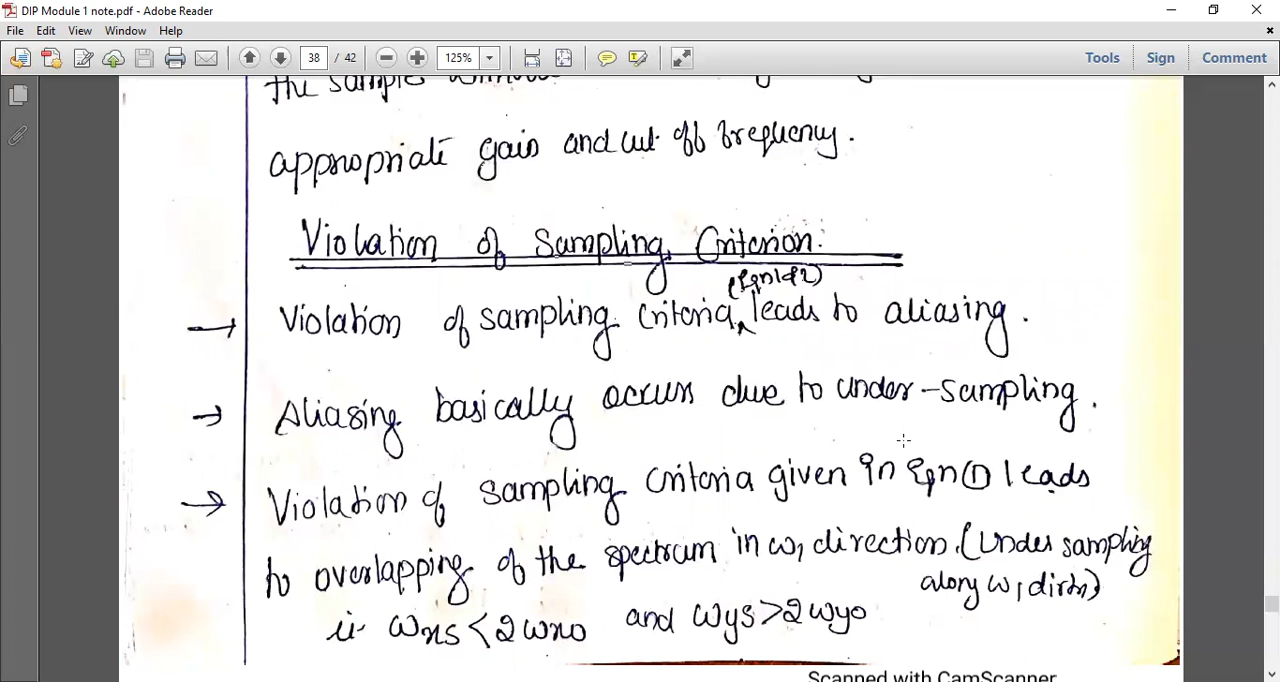 DIP Module 1 note.pdf - Adobe Reader
File Edit View Window Help
38 / 42 125% Tools Sign Comment
the sample
appropriate gain and cut off frequency.
Violation of Sampling Criterion:
(Eqn 1&2)
→ Violation of sampling criteria ^ leads to aliasing.
→ Aliasing basically occurs due to under-sampling.
→ Violation of sampling criteria given in Eqn ① leads
to overlapping of the spectrum in ω₁ direction. (Under sampling
along ω₁ dirtn)
ie ωxs < 2ωxo and ωys > 2ωyo
Scanned with CamScanner